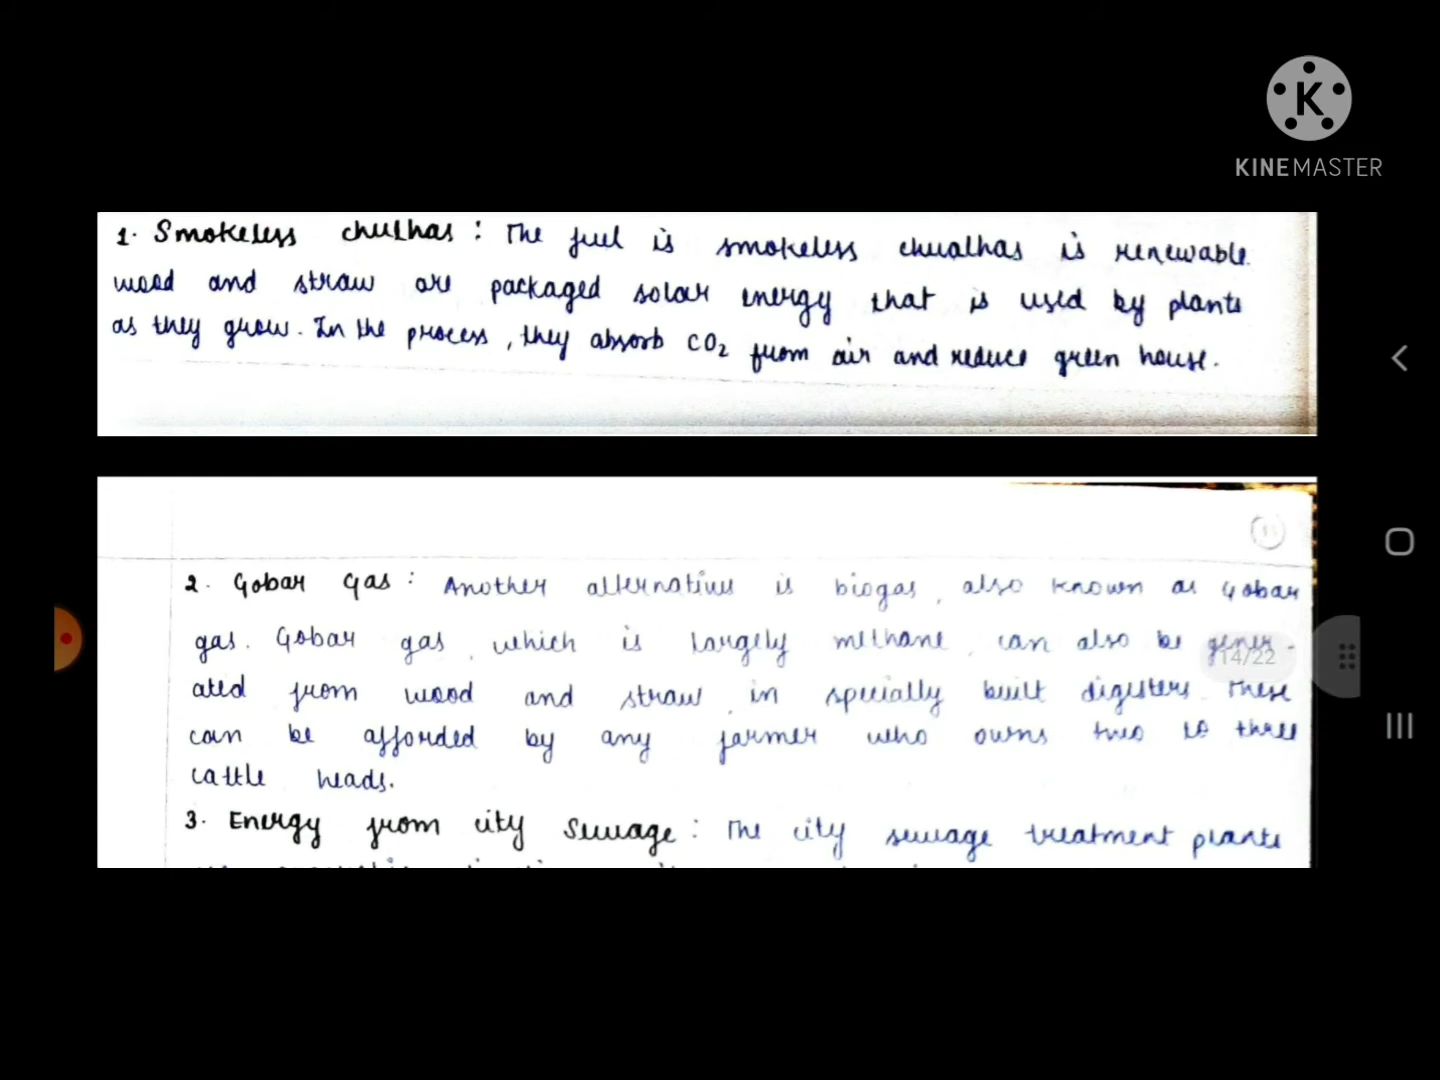 KINEMASTER
1. Smokeless chulhas : The fuel is smokeless chualhas is renewable.
wood and straw are packaged solar energy that is used by plants
as they grow. In the process, they absorb CO2 from air and reduce green house.
2. Gobar Gas : Another alternative is biogas, also known as Gobar
gas. Gobar gas, which is largely methane, can also be gener-
14/22
ated from wood and straw, in specially built digesters. These
can be afforded by any farmer who owns two to three
cattle heads.
3. Energy from city Sewage : The city sewage treatment plants